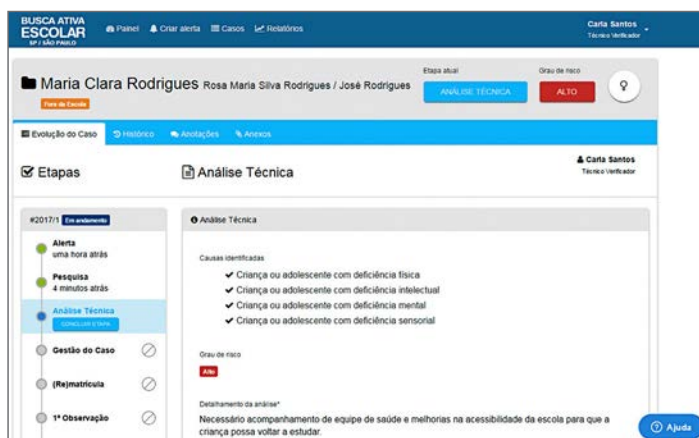 BUSCA ATIVA
ESCOLAR
SP / SÃO PAULO
Painel Criar alerta Casos Relatórios
Carla Santos
Técnico Verificador
Maria Clara Rodrigues Rosa Maria Silva Rodrigues / José Rodrigues
Fora da Escola
Etapa atual
ANÁLISE TÉCNICA
Grau de risco
ALTO
Evolução do Caso Histórico Anotações Anexos
Etapas
Análise Técnica
Carla Santos
Técnico Verificador
#2017/1 Em andamento
Alerta
uma hora atrás
Pesquisa
4 minutos atrás
Análise Técnica
CONCLUIR ETAPA
Gestão do Caso
(Re)matrícula
1ª Observação
Análise Técnica
Causas identificadas
Criança ou adolescente com deficiência física
Criança ou adolescente com deficiência intelectual
Criança ou adolescente com deficiência mental
Criança ou adolescente com deficiência sensorial
Grau de risco
Alto
Detalhamento da análise*
Necessário acompanhamento de equipe de saúde e melhorias na acessibilidade da escola para que a
criança possa voltar a estudar.
Ajuda